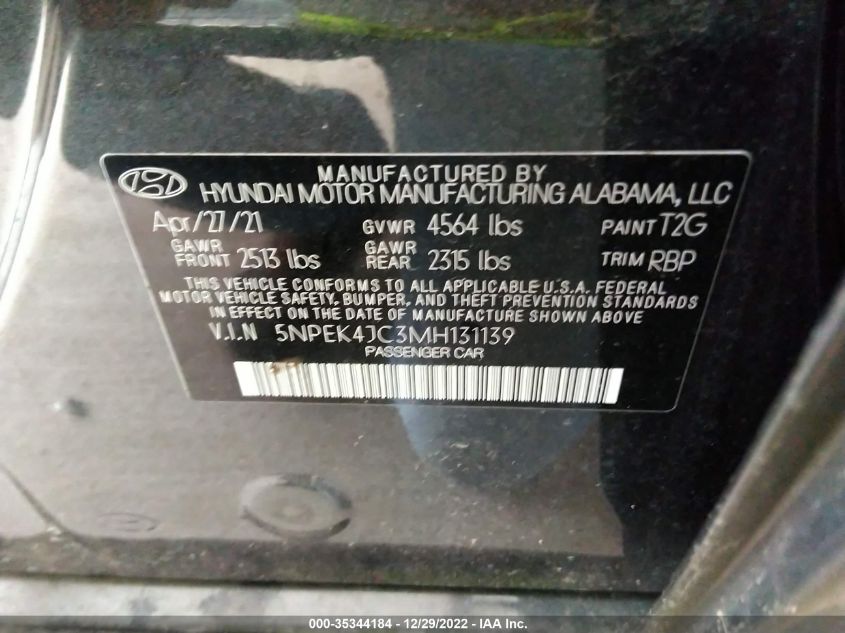 MANUFACTURED BY
HYUNDAI MOTOR MANUFACTURING ALABAMA, LLC
Apr/27/21 GVWR 4564 lbs PAINT T2G
GAWR FRONT 2513 lbs GAWR REAR 2315 lbs TRIM RBP
THIS VEHICLE CONFORMS TO ALL APPLICABLE U.S.A. FEDERAL
MOTOR VEHICLE SAFETY, BUMPER, AND THEFT PREVENTION STANDARDS
IN EFFECT ON THE DATE OF MANUFACTURE SHOWN ABOVE
V.I.N 5NPEK4JC3MH131139
PASSENGER CAR
000-35344184 - 12/29/2022 - IAA Inc.